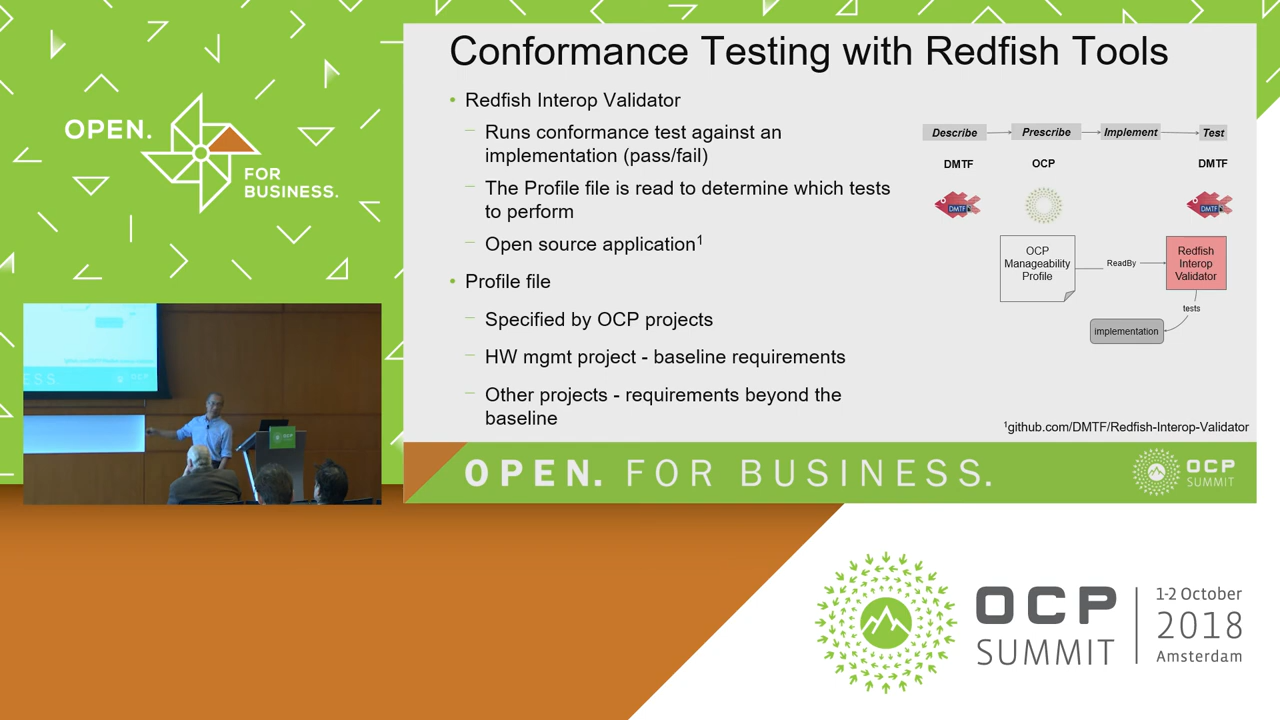 OPEN.
FOR
BUSINESS.
Conformance Testing with Redfish Tools
• Redfish Interop Validator
– Runs conformance test against an
implementation (pass/fail)
– The Profile file is read to determine which tests
to perform
– Open source application1
• Profile file
– Specified by OCP projects
– HW mgmt project - baseline requirements
– Other projects - requirements beyond the
baseline
Describe Prescribe Implement Test
DMTF OCP DMTF
DMTF DMTF
OCP
Manageability
Profile
ReadBy
Redfish
Interop
Validator
tests
implementation
1github.com/DMTF/Redfish-Interop-Validator
OPEN. FOR BUSINESS.
OCP
SUMMIT
OCP
SUMMIT
1-2 October
2018
Amsterdam